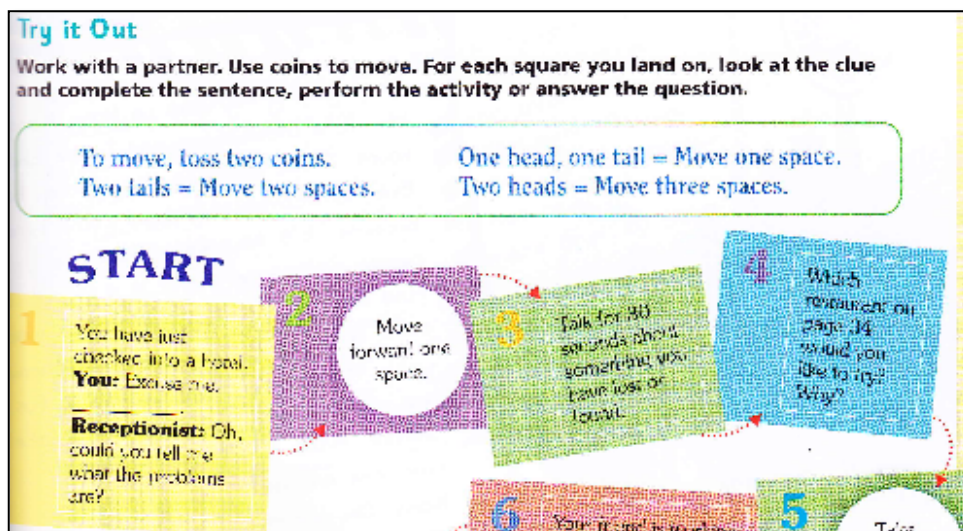 Try it Out
Work with a partner. Use coins to move. For each square you land on, look at the clue
and complete the sentence, perform the activity or answer the question.
To move, toss two coins.
Two tails = Move two spaces.
One head, one tail = Move one space.
Two heads = Move three spaces.
START
1
You have just
checked into a hotel.
You: Excuse me.
Receptionist: Oh,
could you tell me
what the problems
are?
2
Move
forward one
space.
3
Talk for 30
seconds about
something you
have lost or
found.
4
Which
restaurant on
page 34
would you
like to try?
Why?
5
6